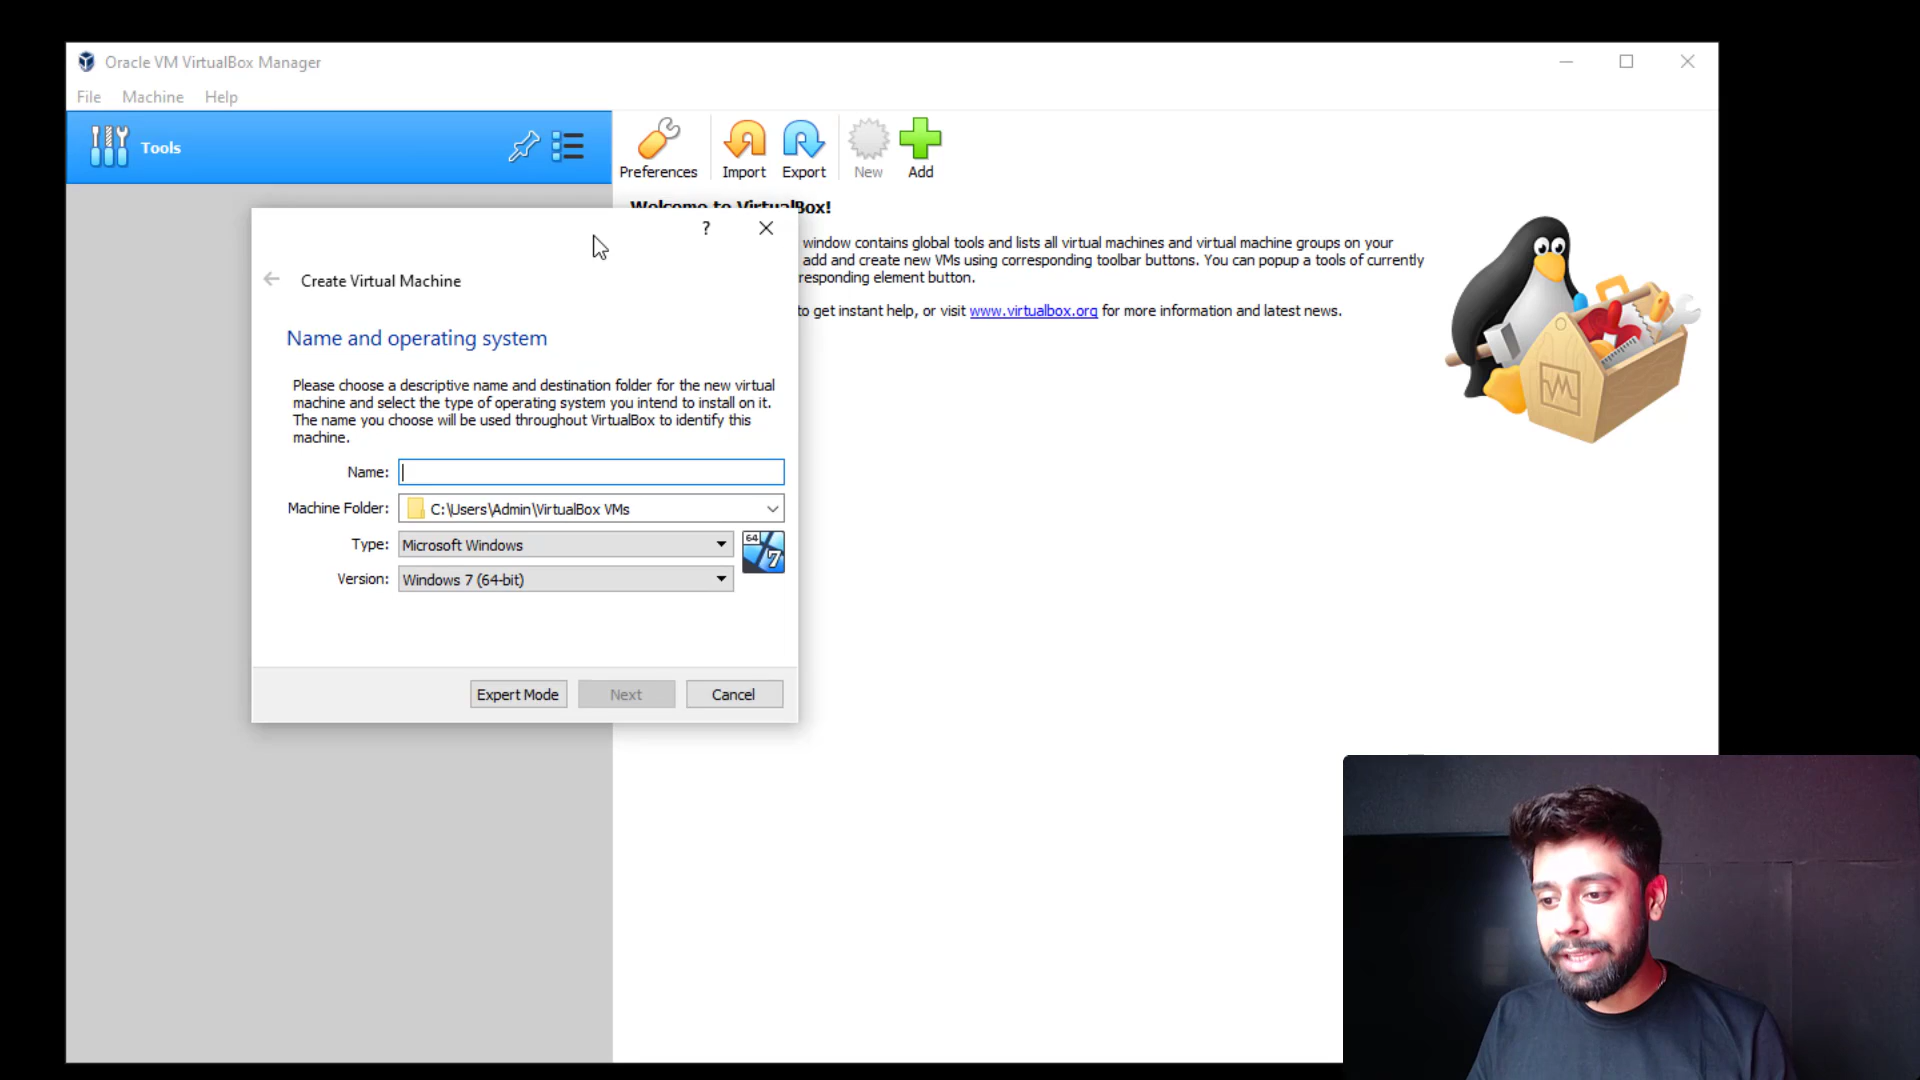 Oracle VM VirtualBox Manager
File Machine Help
Tools
Preferences Import Export New Add
Welcome to VirtualBox!
window contains global tools and lists all virtual machines and virtual machine groups on your
add and create new VMs using corresponding toolbar buttons. You can popup a tools of currently
responding element button.
to get instant help, or visit www.virtualbox.org for more information and latest news.
?
Create Virtual Machine
Name and operating system
Please choose a descriptive name and destination folder for the new virtual
machine and select the type of operating system you intend to install on it.
The name you choose will be used throughout VirtualBox to identify this
machine.
Name:
Machine Folder: C:\Users\Admin\VirtualBox VMs
Type: Microsoft Windows
64
7
Version: Windows 7 (64-bit)
Expert Mode Next Cancel